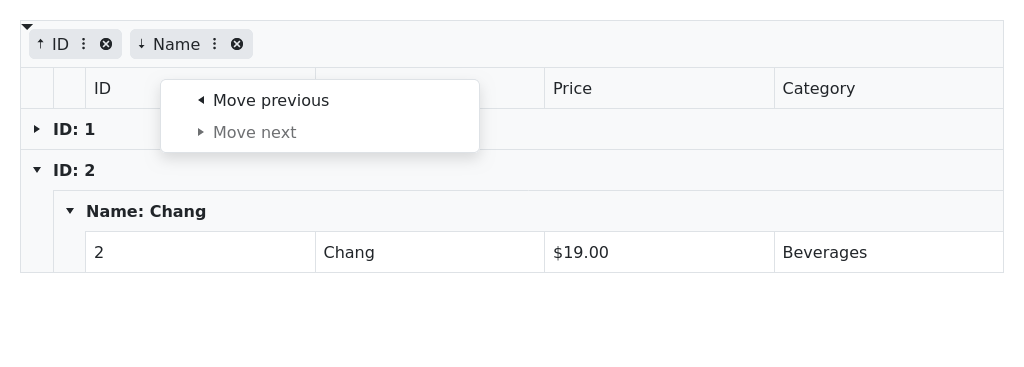 ID Name
ID Price Category
Move previous
Move next
ID: 1
ID: 2
Name: Chang
2 Chang $19.00 Beverages